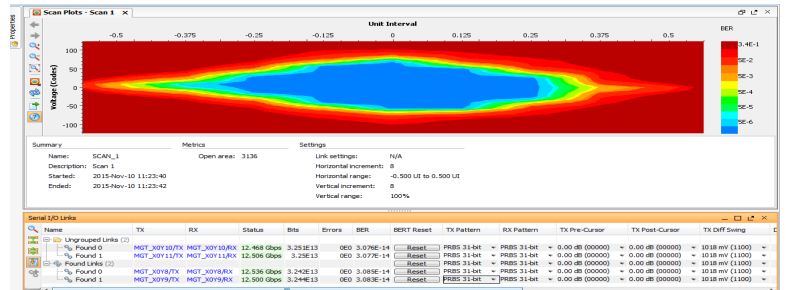 Scan Plots - Scan 1 ×
Properties
Unit Interval
-0.5 -0.375 -0.25 -0.125 0 0.125 0.25 0.375 0.5
BER
Voltage (Codes)
100
50
0
-50
-100
3.4E-1
5E-2
5E-3
5E-4
5E-5
5E-6
Summary Metrics Settings
Name: SCAN_1 Open area: 3136 Link settings: N/A
Description: Scan 1 Horizontal increment: 8
Started: 2015-Nov-10 11:23:40 Horizontal range: -0.500 UI to 0.500 UI
Ended: 2015-Nov-10 11:23:42 Vertical increment: 8
Vertical range: 100%
Serial I/O Links
Name TX RX Status Bits Errors BER BERT Reset TX Pattern RX Pattern TX Pre-Cursor TX Post-Cursor TX Diff Swing
Ungrouped Links (2)
Found 0 MGT_X0Y10/TX MGT_X0Y10/RX 12.468 Gbps 3.251E13 0E0 3.076E-14 Reset PRBS 31-bit PRBS 31-bit 0.00 dB (00000) 0.00 dB (00000) 1018 mV (1100)
Found 1 MGT_X0Y11/TX MGT_X0Y11/RX 12.506 Gbps 3.25E13 0E0 3.077E-14 Reset PRBS 31-bit PRBS 31-bit 0.00 dB (00000) 0.00 dB (00000) 1018 mV (1100)
Found Links (2)
Found 0 MGT_X0Y8/TX MGT_X0Y8/RX 12.536 Gbps 3.242E13 0E0 3.085E-14 Reset PRBS 31-bit PRBS 31-bit 0.00 dB (00000) 0.00 dB (00000) 1018 mV (1100)
Found 1 MGT_X0Y9/TX MGT_X0Y9/RX 12.500 Gbps 3.244E13 0E0 3.083E-14 Reset PRBS 31-bit PRBS 31-bit 0.00 dB (00000) 0.00 dB (00000) 1018 mV (1100)